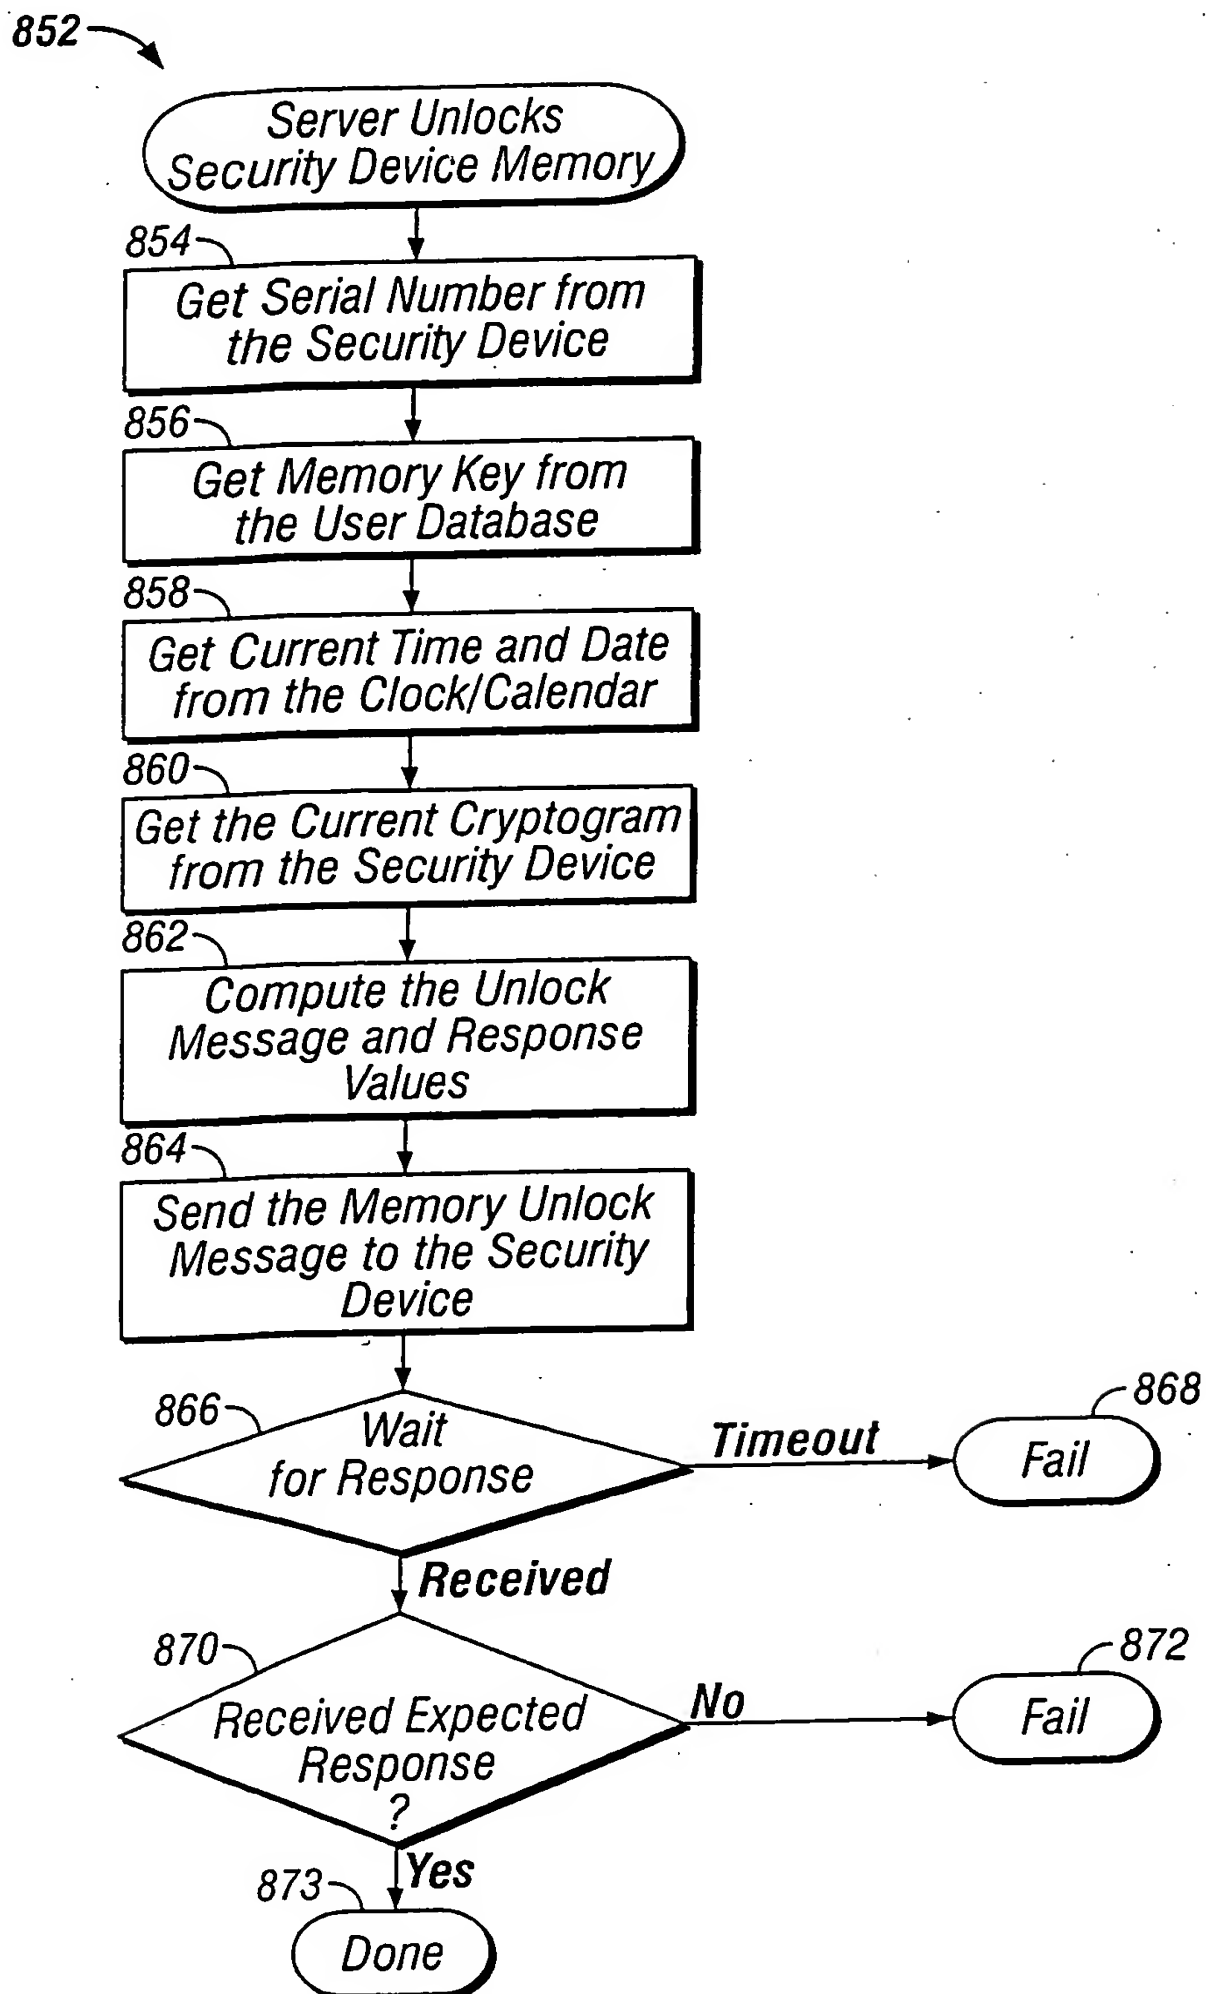 852
Server Unlocks
Security Device Memory
854
Get Serial Number from
the Security Device
856
Get Memory Key from
the User Database
858
Get Current Time and Date
from the Clock/Calendar
860
Get the Current Cryptogram
from the Security Device
862
Compute the Unlock
Message and Response
Values
864
Send the Memory Unlock
Message to the Security
Device
866
Wait
for Response
Timeout
868
Fail
Received
870
Received Expected
Response
?
No
872
Fail
Yes
873
Done